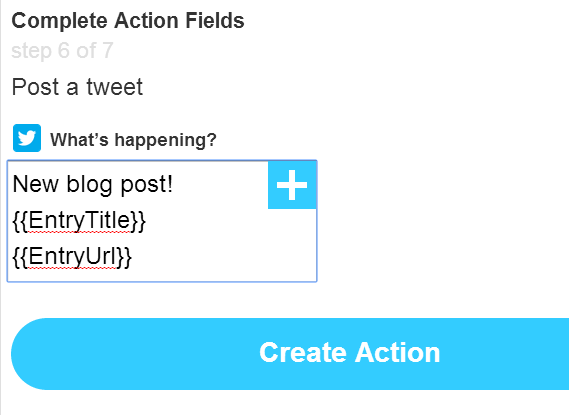 Complete Action Fields
step 6 of 7
Post a tweet
What's happening?
New blog post!
{{EntryTitle}}
{{EntryUrl}}
Create Action